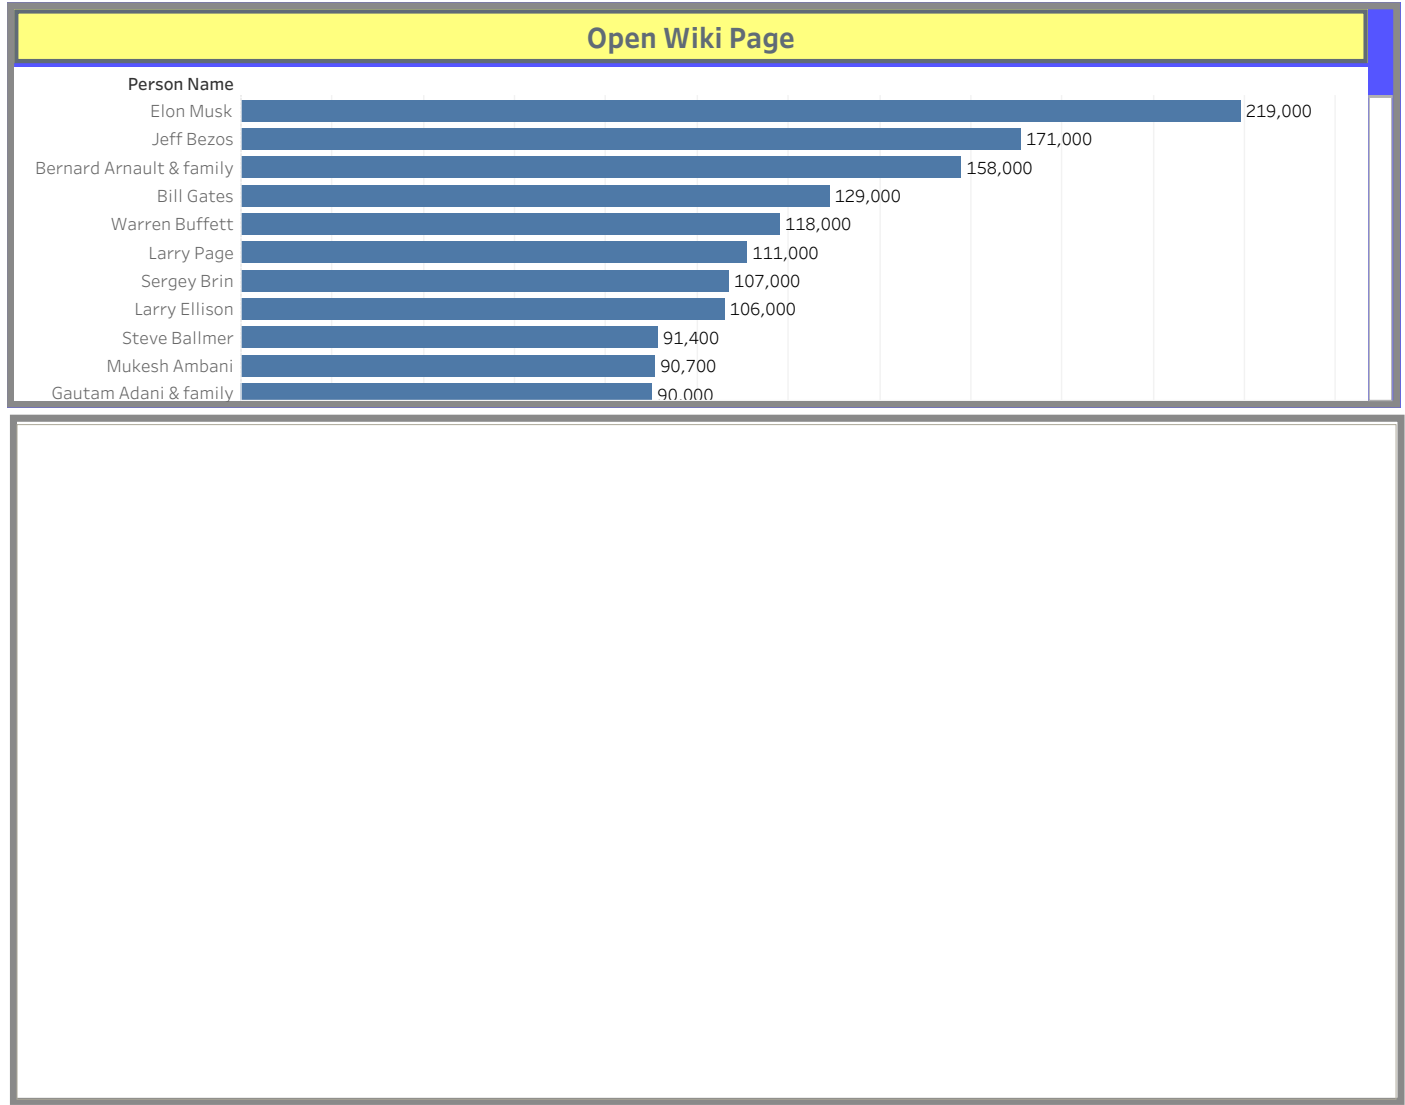 Open Wiki Page
Person Name
Elon Musk 219,000
Jeff Bezos 171,000
Bernard Arnault & family 158,000
Bill Gates 129,000
Warren Buffett 118,000
Larry Page 111,000
Sergey Brin 107,000
Larry Ellison 106,000
Steve Ballmer 91,400
Mukesh Ambani 90,700
Gautam Adani & family 90,000